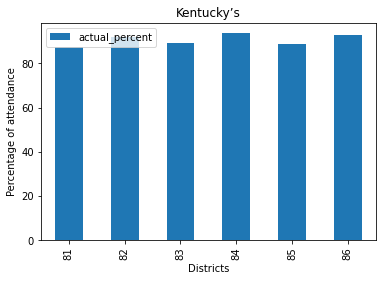 Kentucky’s
actual_percent
Percentage of attendance
80
60
40
20
0
81
82
83
84
85
86
Districts